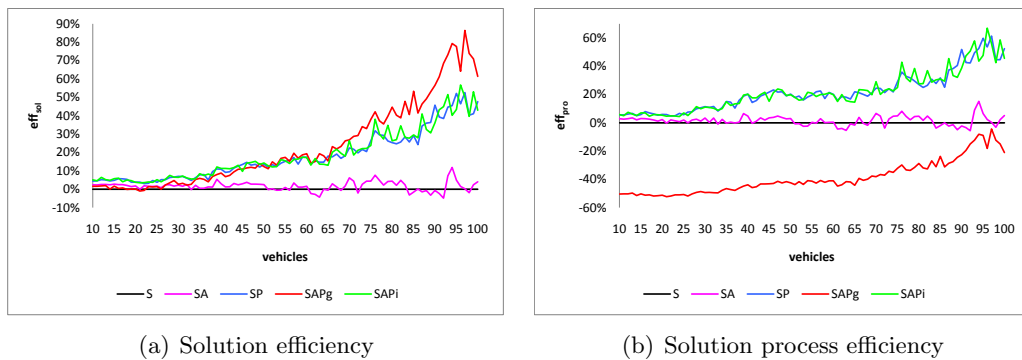 90%
80%
70%
60%
50%
40%
30%
20%
10%
0%
-10%
eff_sol
10 15 20 25 30 35 40 45 50 55 60 65 70 75 80 85 90 95 100
vehicles
S SA SP SAPg SAPi
(a) Solution efficiency
60%
40%
20%
0%
-20%
-40%
-60%
eff_pro
10 15 20 25 30 35 40 45 50 55 60 65 70 75 80 85 90 95 100
vehicles
S SA SP SAPg SAPi
(b) Solution process efficiency